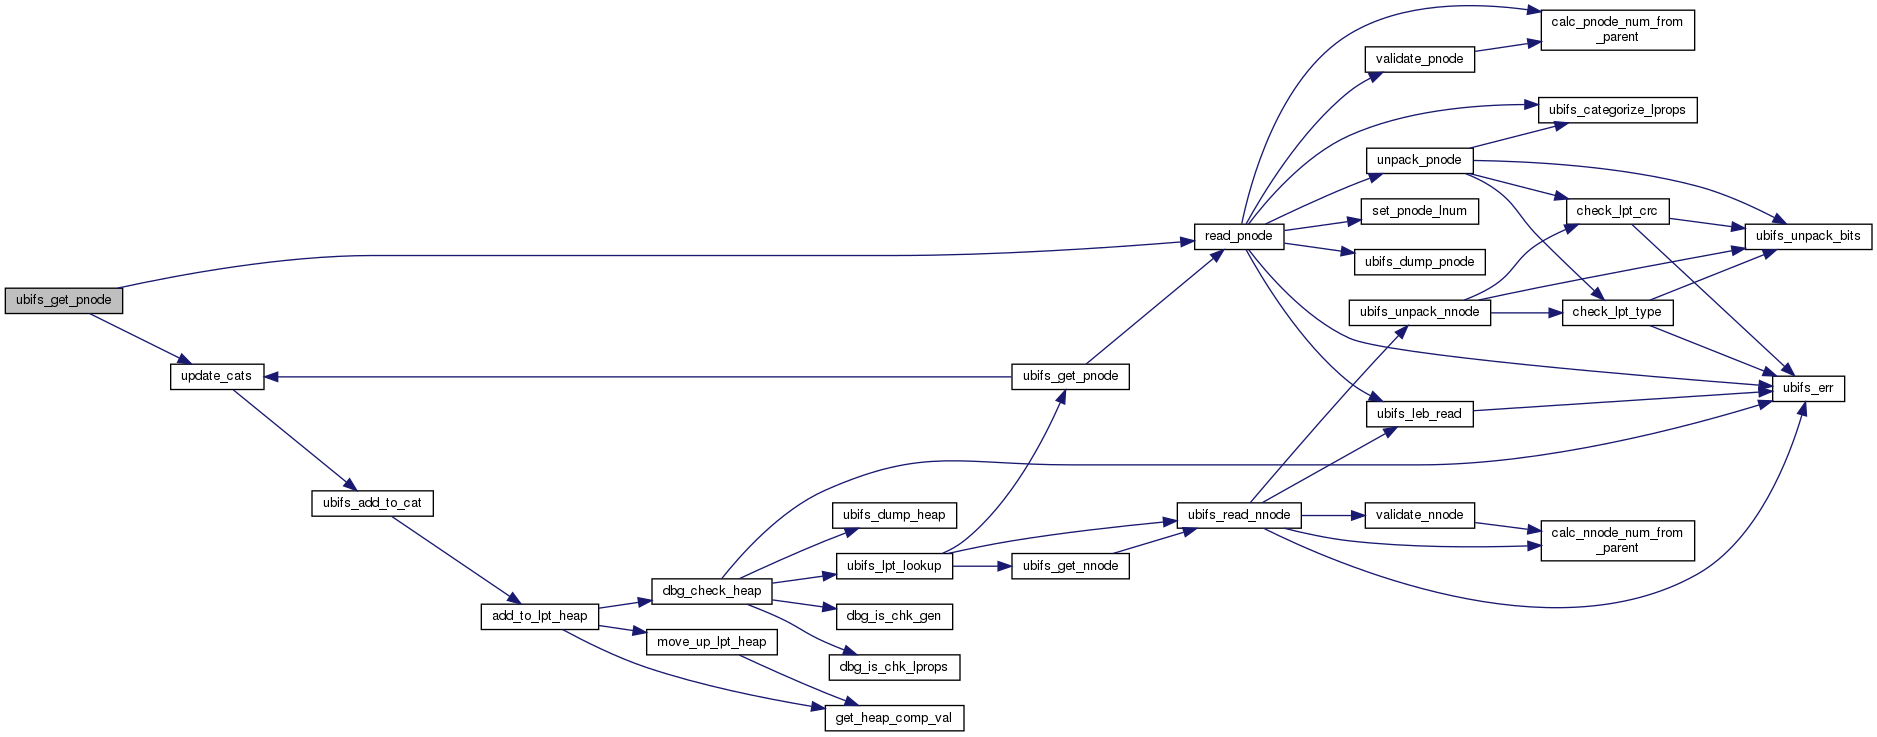 calc_pnode_num_from
_parent
validate_pnode
ubifs_categorize_lprops
unpack_pnode
set_pnode_lnum
check_lpt_crc
read_pnode
ubifs_unpack_bits
ubifs_dump_pnode
ubifs_get_pnode
ubifs_unpack_nnode
check_lpt_type
update_cats
ubifs_get_pnode
ubifs_err
ubifs_leb_read
ubifs_add_to_cat
ubifs_dump_heap
ubifs_read_nnode
validate_nnode
calc_nnode_num_from
_parent
ubifs_lpt_lookup
ubifs_get_nnode
dbg_check_heap
add_to_lpt_heap
dbg_is_chk_gen
move_up_lpt_heap
dbg_is_chk_lprops
get_heap_comp_val